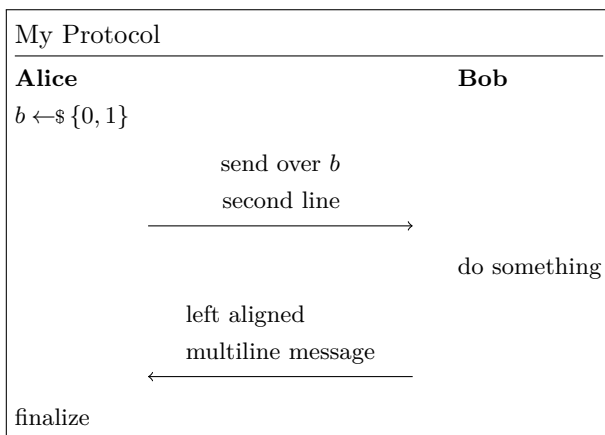 My Protocol
Alice Bob
b ←$ {0, 1}
send over b
second line
do something
left aligned
multiline message
finalize